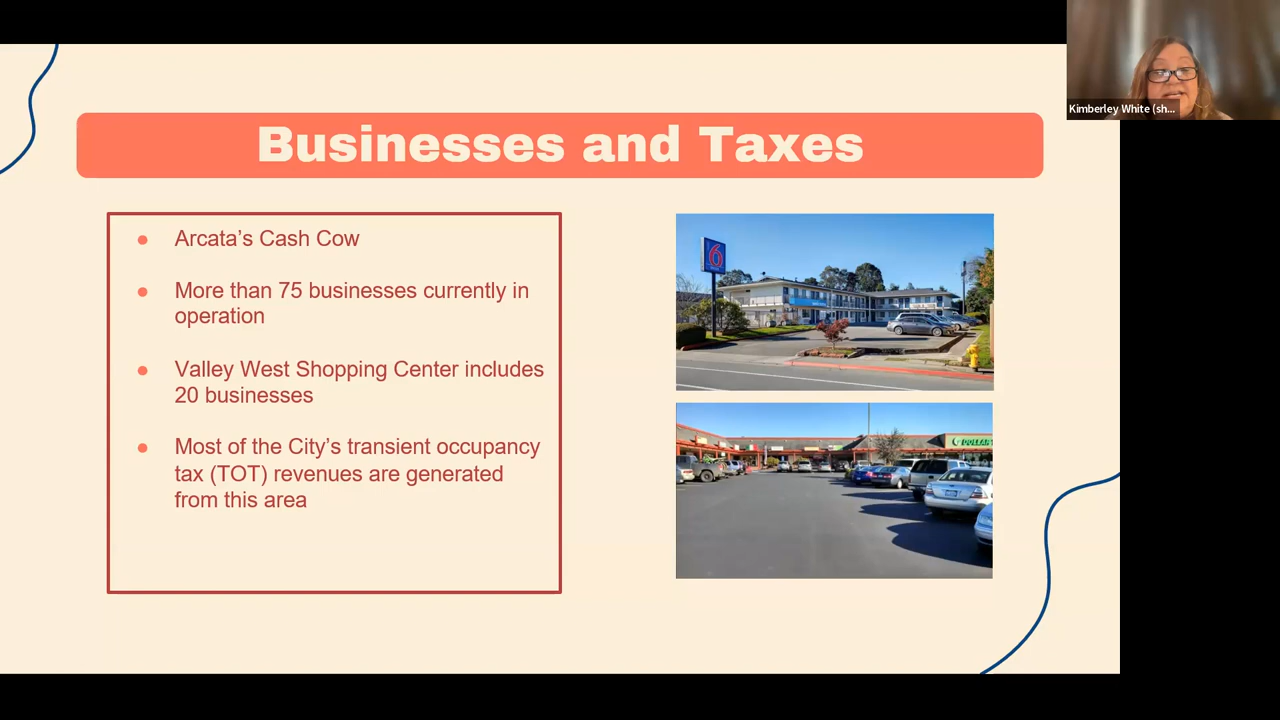 Kimberley White (sh...
Businesses and Taxes
● Arcata's Cash Cow
● More than 75 businesses currently in
operation
● Valley West Shopping Center includes
20 businesses
● Most of the City's transient occupancy
tax (TOT) revenues are generated
from this area
6
DOLLAR